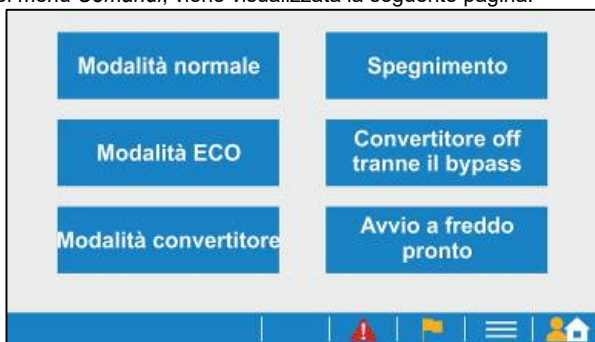 menu Comandi, viene visualizzata la seguente pagina:
Modalità normale
Spegnimento
Modalità ECO
Convertitore off
tranne il bypass
Modalità convertitore
Avvio a freddo
pronto